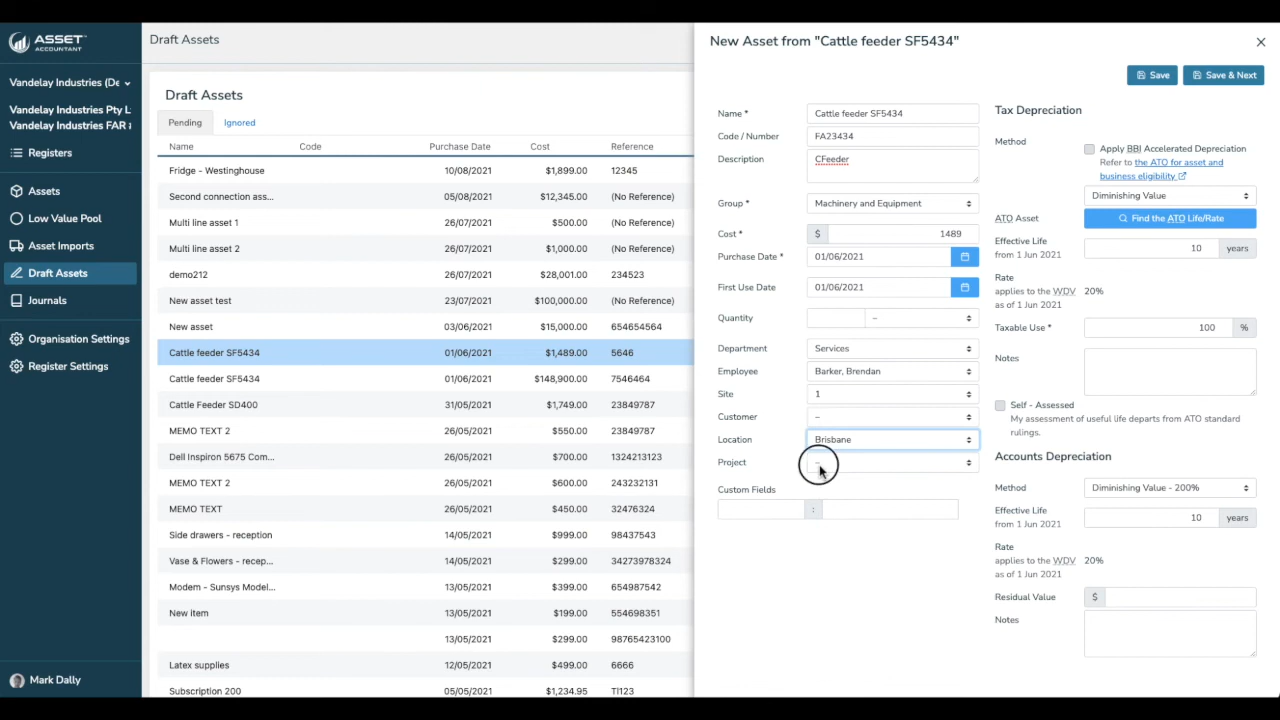 ASSET
ACCOUNTANT
Vandelay Industries (De
Vandelay Industries Pty L
Vandelay Industries FAR
Registers
Assets
Low Value Pool
Asset Imports
Draft Assets
Journals
Organisation Settings
Register Settings
Mark Dally
Draft Assets
Draft Assets
Pending Ignored
Name Code Purchase Date Cost Reference
Fridge - Westinghouse 10/08/2021 $1,899.00 12345
Second connection ass... 05/08/2021 $12,345.00 (No Reference)
Multi line asset 1 26/07/2021 $500.00 (No Reference)
Multi line asset 2 26/07/2021 $1,000.00 (No Reference)
demo212 26/07/2021 $28,001.00 234523
New asset test 23/07/2021 $100,000.00 (No Reference)
New asset 03/06/2021 $15,000.00 654654564
Cattle feeder SF5434 01/06/2021 $1,489.00 5646
Cattle feeder SF5434 01/06/2021 $148,900.00 7546464
Cattle Feeder SD400 31/05/2021 $1,749.00 23849787
MEMO TEXT 2 26/05/2021 $550.00 23849787
Dell Inspiron 5675 Com... 26/05/2021 $700.00 1324213123
MEMO TEXT 2 26/05/2021 $600.00 243232131
MEMO TEXT 26/05/2021 $450.00 32476324
Side drawers - reception 14/05/2021 $999.00 98437543
Vase & Flowers - recep... 14/05/2021 $299.00 34273978324
Modem - Sunsys Model... 13/05/2021 $399.00 654987542
New item 13/05/2021 $199.00 554698351
13/05/2021 $299.00 98765423100
Latex supplies 12/05/2021 $499.00 6666
Subscription 200 05/05/2021 $1,234.95 TI123
New Asset from "Cattle feeder SF5434"
Save Save & Next
Name * Cattle feeder SF5434
Code / Number FA23434
Description CFeeder
Group * Machinery and Equipment
Cost * $ 1489
Purchase Date * 01/06/2021
First Use Date 01/06/2021
Quantity –
Department Services
Employee Barker, Brendan
Site 1
Customer –
Location Brisbane
Project –
Custom Fields
:
Tax Depreciation
Method
Apply BBI Accelerated Depreciation
Refer to the ATO for asset and
business eligibility
Diminishing Value
ATO Asset Find the ATO Life/Rate
Effective Life
from 1 Jun 2021
10 years
Rate
applies to the WDV
as of 1 Jun 2021
20%
Taxable Use * 100 %
Notes
Self - Assessed
My assessment of useful life departs from ATO standard
rulings.
Accounts Depreciation
Method Diminishing Value - 200%
Effective Life
from 1 Jun 2021
10 years
Rate
applies to the WDV
as of 1 Jun 2021
20%
Residual Value $
Notes